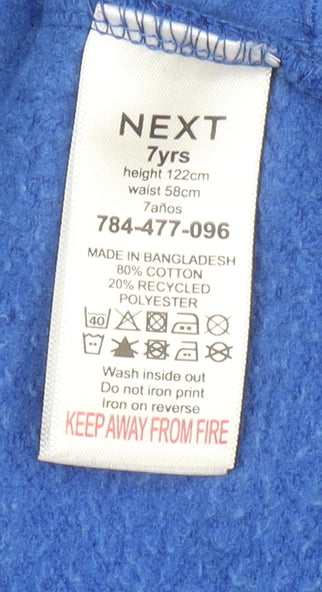 NEXT
7yrs
height 122cm
waist 58cm
7años
784-477-096
MADE IN BANGLADESH
80% COTTON
20% RECYCLED
POLYESTER
40
Wash inside out
Do not iron print
Iron on reverse
KEEP AWAY FROM FIRE